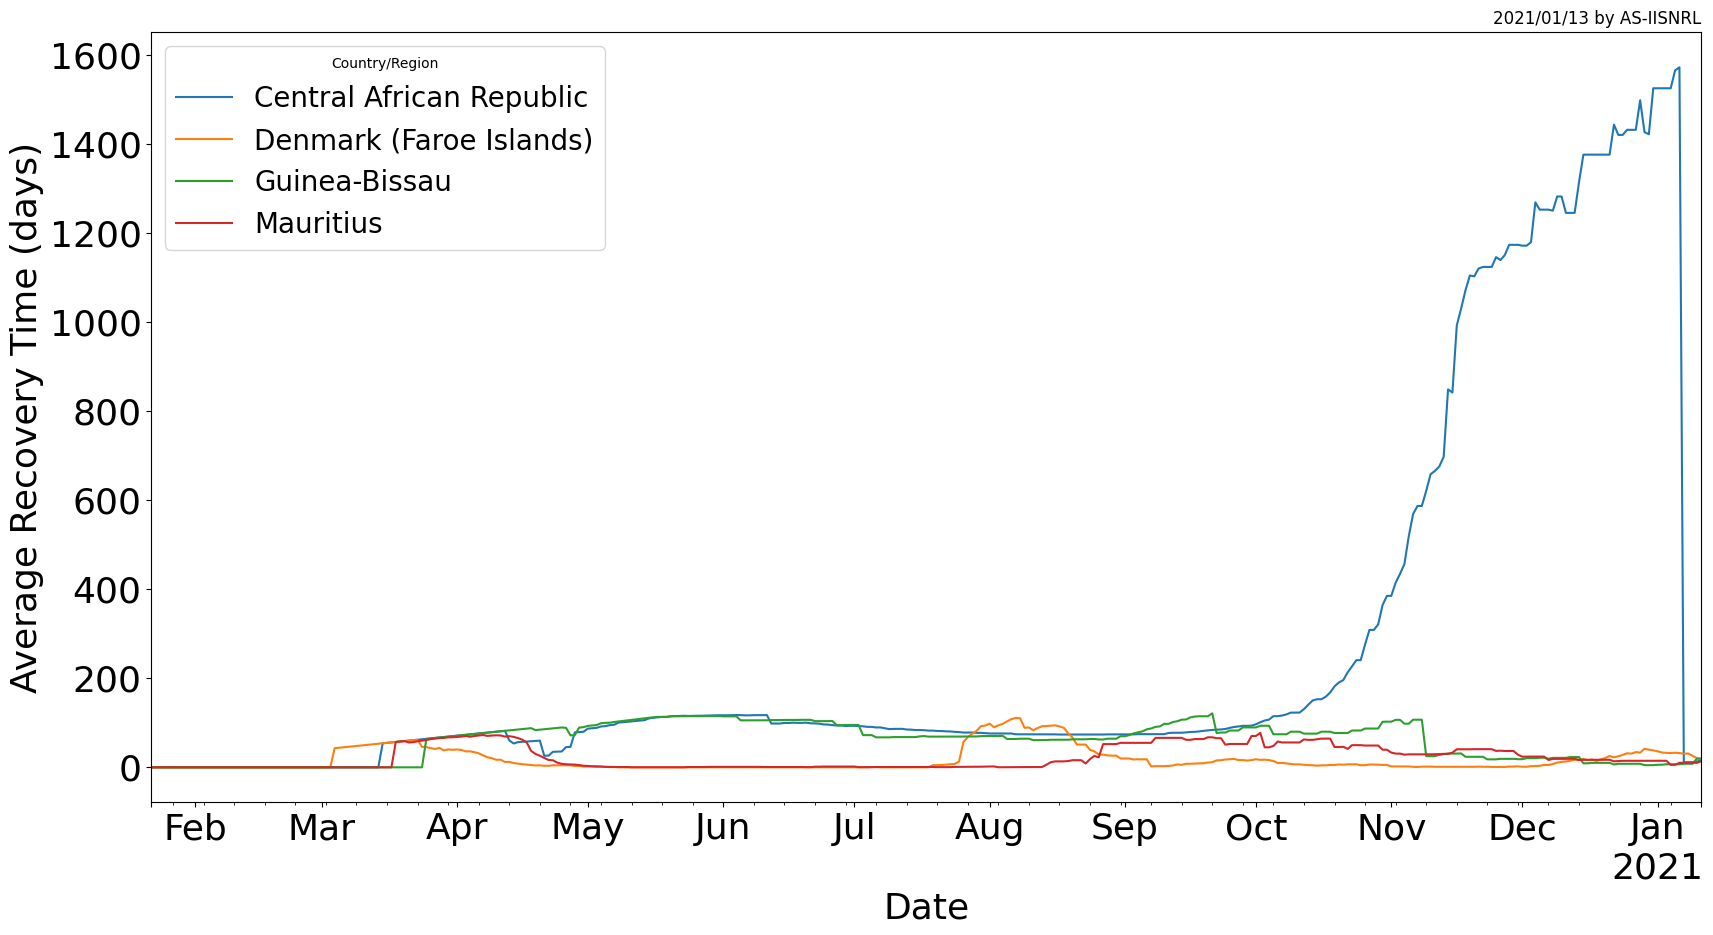 2021/01/13 by AS-IISNRL
Country/Region
Central African Republic
Denmark (Faroe Islands)
Guinea-Bissau
Mauritius
Average Recovery Time (days)
1600
1400
1200
1000
800
600
400
200
0
Feb Mar Apr May Jun Jul Aug Sep Oct Nov Dec Jan
2021
Date